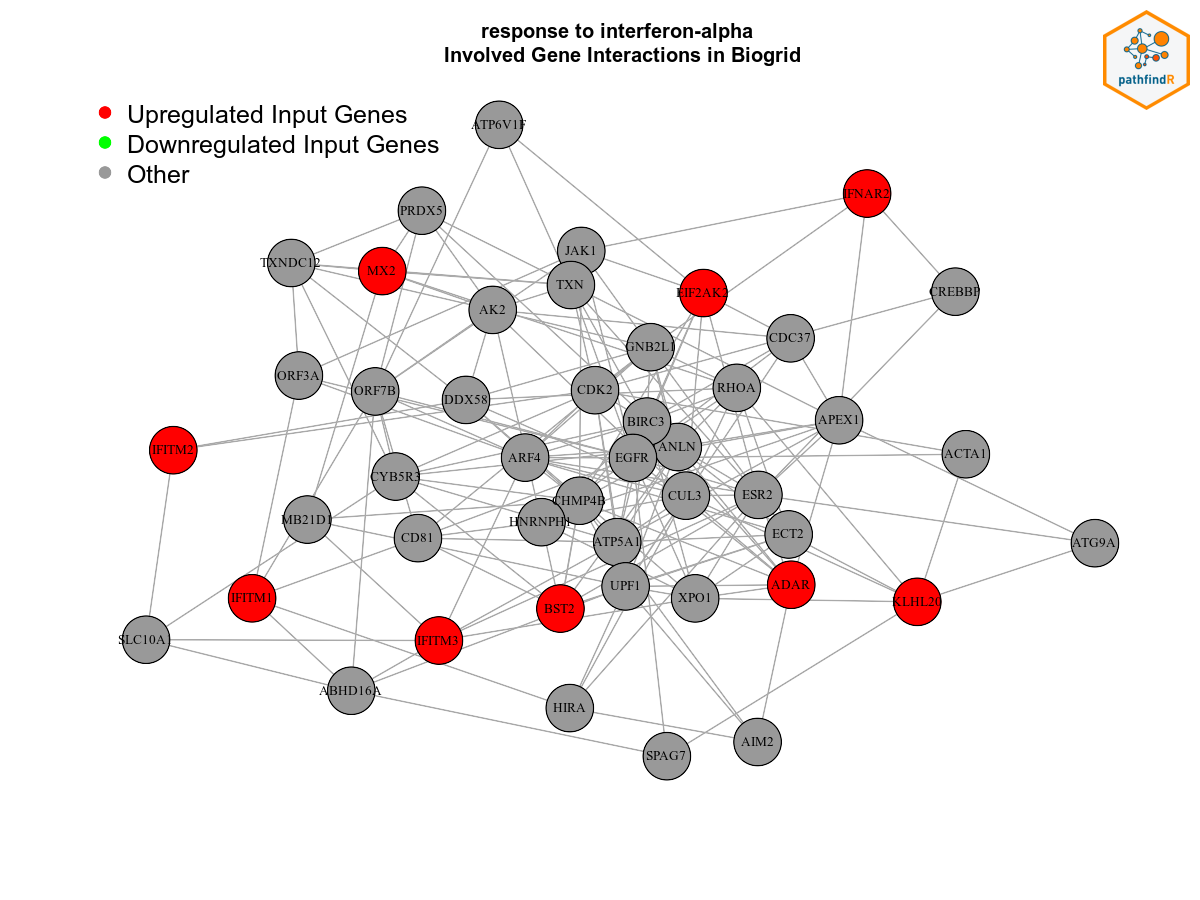 response to interferon-alpha
Involved Gene Interactions in Biogrid
pathfindR
Upregulated Input Genes
Downregulated Input Genes
Other
ATP6V1F
IFNAR2
PRDX5
JAK1
TXNDC12
MX2
TXN
EIF2AK2
CREBBP
AK2
CDC37
GNB2L1
ORF3A
ORF7B
DDX58
CDK2
RHOA
BIRC3
APEX1
IFITM2
ARF4
EGFR
ANLN
ACTA1
CYB5R3
CHMP4B
CUL3
ESR2
MB21D1
HNRNPH1
CD81
ATP5A1
ECT2
ATG9A
IFITM1
BST2
UPF1
XPO1
ADAR
KLHL20
SLC10A
IFITM3
ABHD16A
HIRA
SPAG7
AIM2